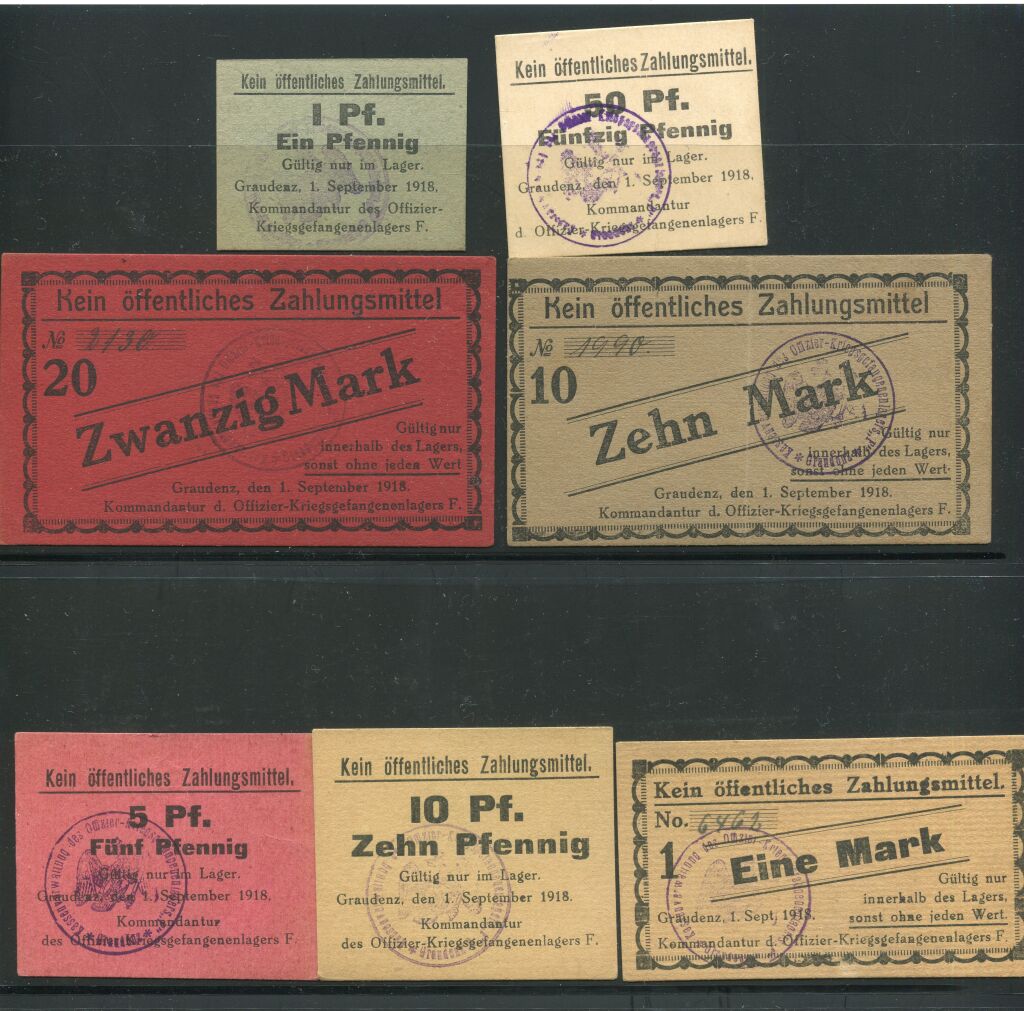 Kein öffentliches Zahlungsmittel.
1 Pf.
Ein Pfennig
Gültig nur im Lager.
Graudenz, 1. September 1918.
Kommandantur des Offizier-
Kriegsgefangenenlagers F.
Kein öffentliches Zahlungsmittel.
50 Pf.
Fünfzig Pfennig
Gültig nur im Lager.
Graudenz, den 1. September 1918.
Kommandantur
d. Offizier-Kriegsgefangenenlagers F.
Kein öffentliches Zahlungsmittel
№ 2130
20
Zwanzig Mark
Gültig nur
innerhalb des Lagers,
sonst ohne jeden Wert
Graudenz, den 1. September 1918.
Kommandantur d. Offizier-Kriegsgefangenenlagers F.
Kein öffentliches Zahlungsmittel
№ 1990.
10
Zehn Mark
Gültig nur
innerhalb des Lagers,
sonst ohne jeden Wert.
Graudenz, den 1. September 1918.
Kommandantur d. Offizier-Kriegsgefangenenlagers F.
Kein öffentliches Zahlungsmittel.
5 Pf.
Fünf Pfennig
Gültig nur im Lager.
Graudenz, den 1. September 1918.
Kommandantur
des Offizier-Kriegsgefangenenlagers F.
Kassenverwaltung des Offizier-Kriegsgefangenenlagers
Graudenz
Kein öffentliches Zahlungsmittel.
10 Pf.
Zehn Pfennig
Gültig nur im Lager.
Graudenz, den 1. September 1918.
Kommandantur
des Offizier-Kriegsgefangenenlagers F.
Kein öffentliches Zahlungsmittel.
No.
1
Eine Mark
Gültig nur
innerhalb des Lagers,
sonst ohne jeden Wert.
Graudenz, 1. Sept, 1918.
Kommandantur d. Offizier-Kriegsgefangenenlagers F.